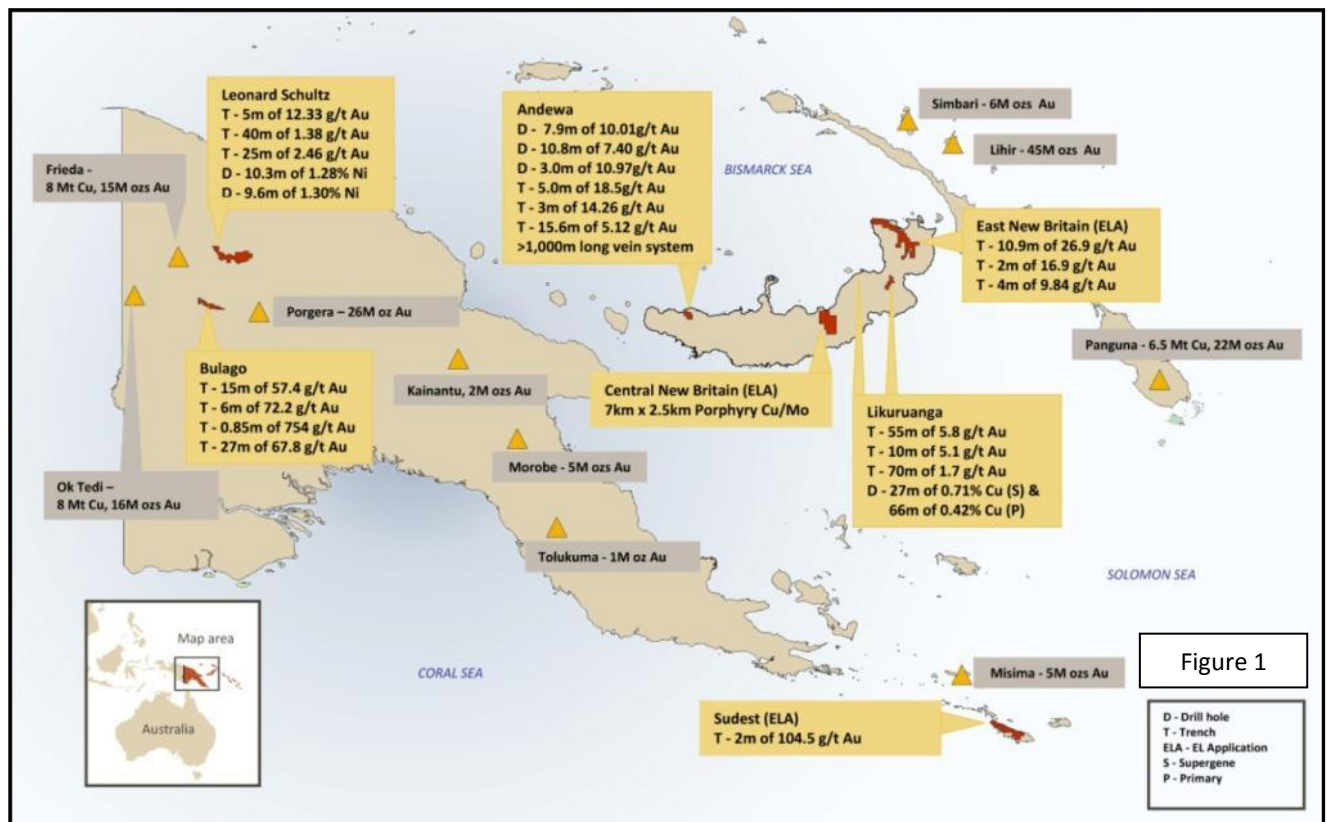 Leonard Schultz
T - 5m of 12.33 g/t Au
T - 40m of 1.38 g/t Au
T - 25m of 2.46 g/t Au
D - 10.3m of 1.28% Ni
D - 9.6m of 1.30% Ni
Frieda -
8 Mt Cu, 15M ozs Au
Andewa
D - 7.9m of 10.01g/t Au
D - 10.8m of 7.40 g/t Au
D - 3.0m of 10.97g/t Au
T - 5.0m of 18.5g/t Au
T - 3m of 14.26 g/t Au
T - 15.6m of 5.12 g/t Au
>1,000m long vein system
BISMARCK SEA
Simbari - 6M ozs Au
Lihir - 45M ozs Au
East New Britain (ELA)
T - 10.9m of 26.9 g/t Au
T - 2m of 16.9 g/t Au
T - 4m of 9.84 g/t Au
Porgera – 26M oz Au
Panguna - 6.5 Mt Cu, 22M ozs Au
Bulago
T - 15m of 57.4 g/t Au
T - 6m of 72.2 g/t Au
T - 0.85m of 754 g/t Au
T - 27m of 67.8 g/t Au
Kainantu, 2M ozs Au
Central New Britain (ELA)
7km x 2.5km Porphyry Cu/Mo
Likuruanga
T - 55m of 5.8 g/t Au
T - 10m of 5.1 g/t Au
T - 70m of 1.7 g/t Au
D - 27m of 0.71% Cu (S) &
66m of 0.42% Cu (P)
Morobe - 5M ozs Au
Ok Tedi –
8 Mt Cu, 16M ozs Au
Tolukuma - 1M oz Au
SOLOMON SEA
Map area
Australia
CORAL SEA
Misima - 5M ozs Au
Figure 1
Sudest (ELA)
T - 2m of 104.5 g/t Au
D - Drill hole
T - Trench
ELA - EL Application
S - Supergene
P - Primary